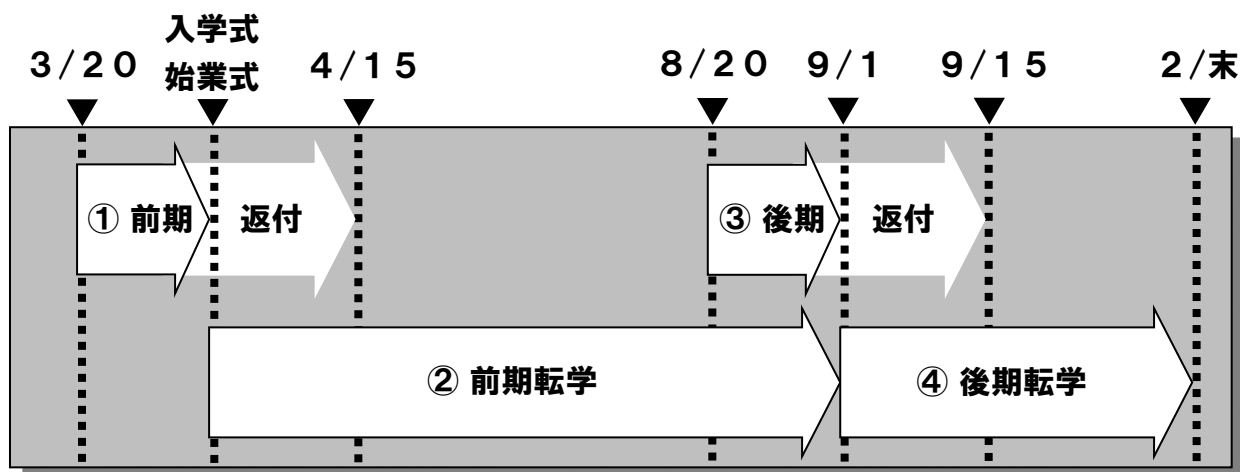 入学式
始業式
3/20
4/15
8/20
9/1
9/15
2/末
① 前期
返付
③ 後期
返付
② 前期転学
④ 後期転学